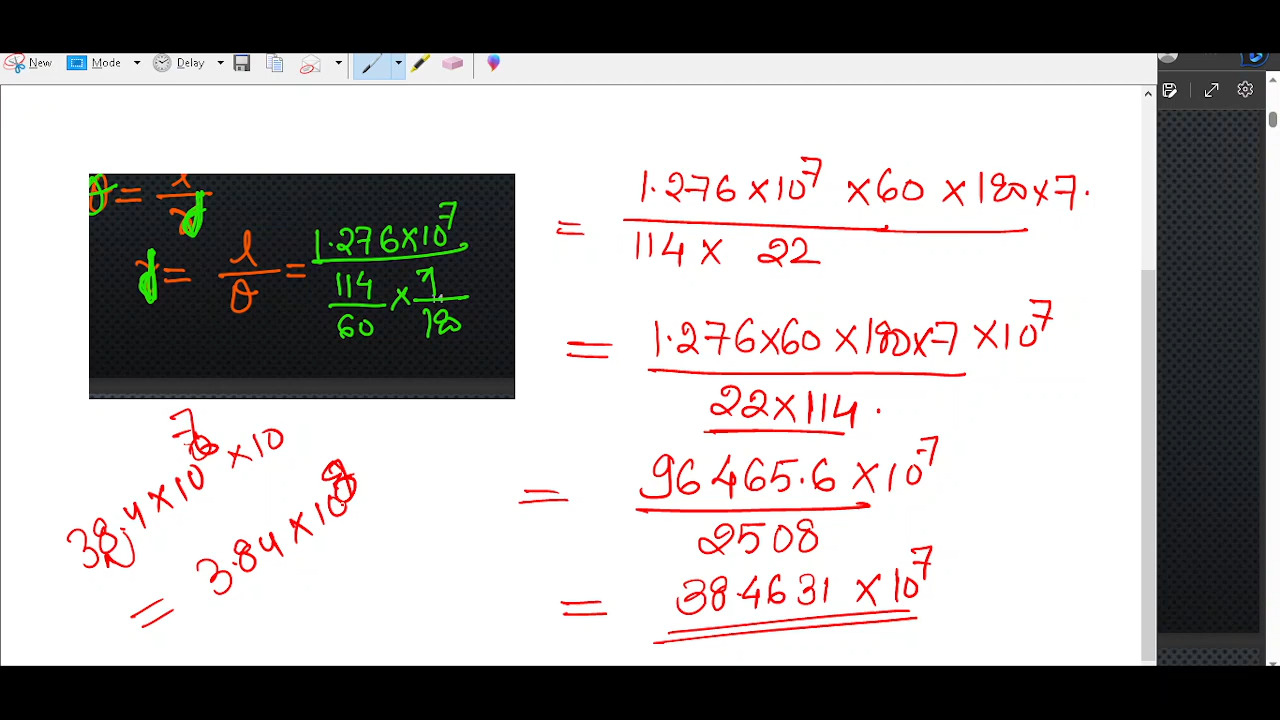 New Mode Delay
θ = l/r
r = l/θ = 1.276×10⁷ / (114/60 × π/180)
= 1.276×10⁷ ×60 ×180×7. / 114× 22
= 1.276×60×180×7 ×10⁷ / 22×114.
= 96465.6×10⁷ / 2508
= 38.4631 ×10⁷
38.4×10⁷ ×10
= 3.84×10⁸